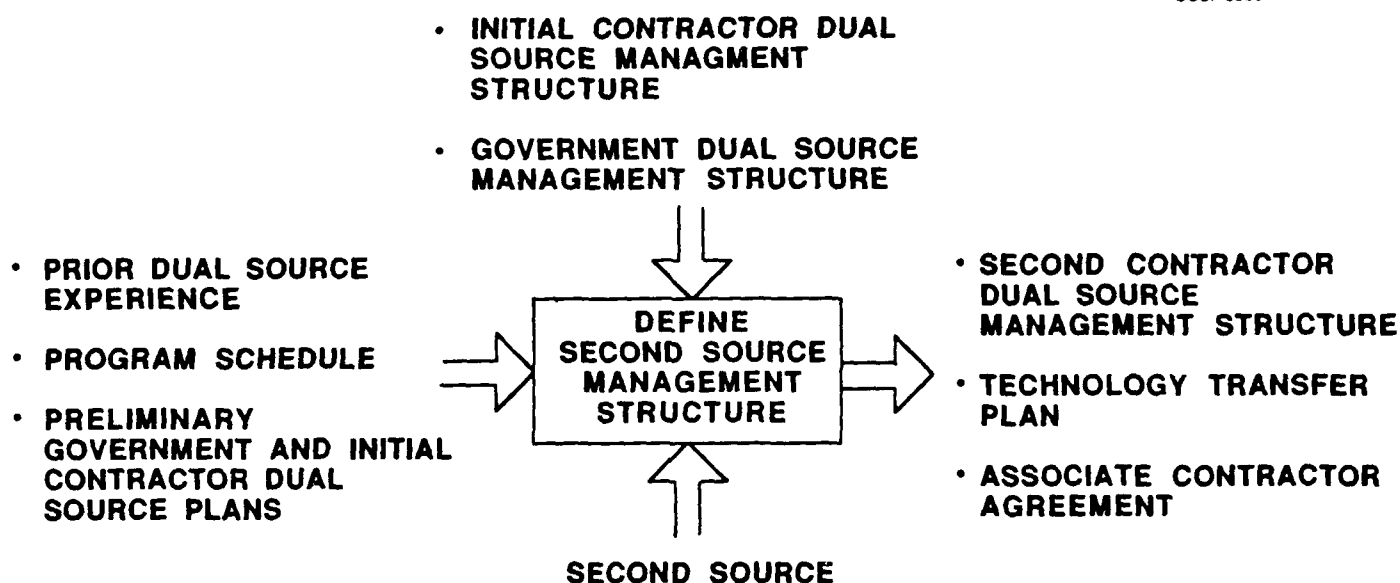 • INITIAL CONTRACTOR DUAL
SOURCE MANAGMENT
STRUCTURE
• GOVERNMENT DUAL SOURCE
MANAGEMENT STRUCTURE
• PRIOR DUAL SOURCE
EXPERIENCE
• PROGRAM SCHEDULE
• PRELIMINARY
GOVERNMENT AND INITIAL
CONTRACTOR DUAL
SOURCE PLANS
DEFINE
SECOND SOURCE
MANAGEMENT
STRUCTURE
• SECOND CONTRACTOR
DUAL SOURCE
MANAGEMENT STRUCTURE
• TECHNOLOGY TRANSFER
PLAN
• ASSOCIATE CONTRACTOR
AGREEMENT
SECOND SOURCE